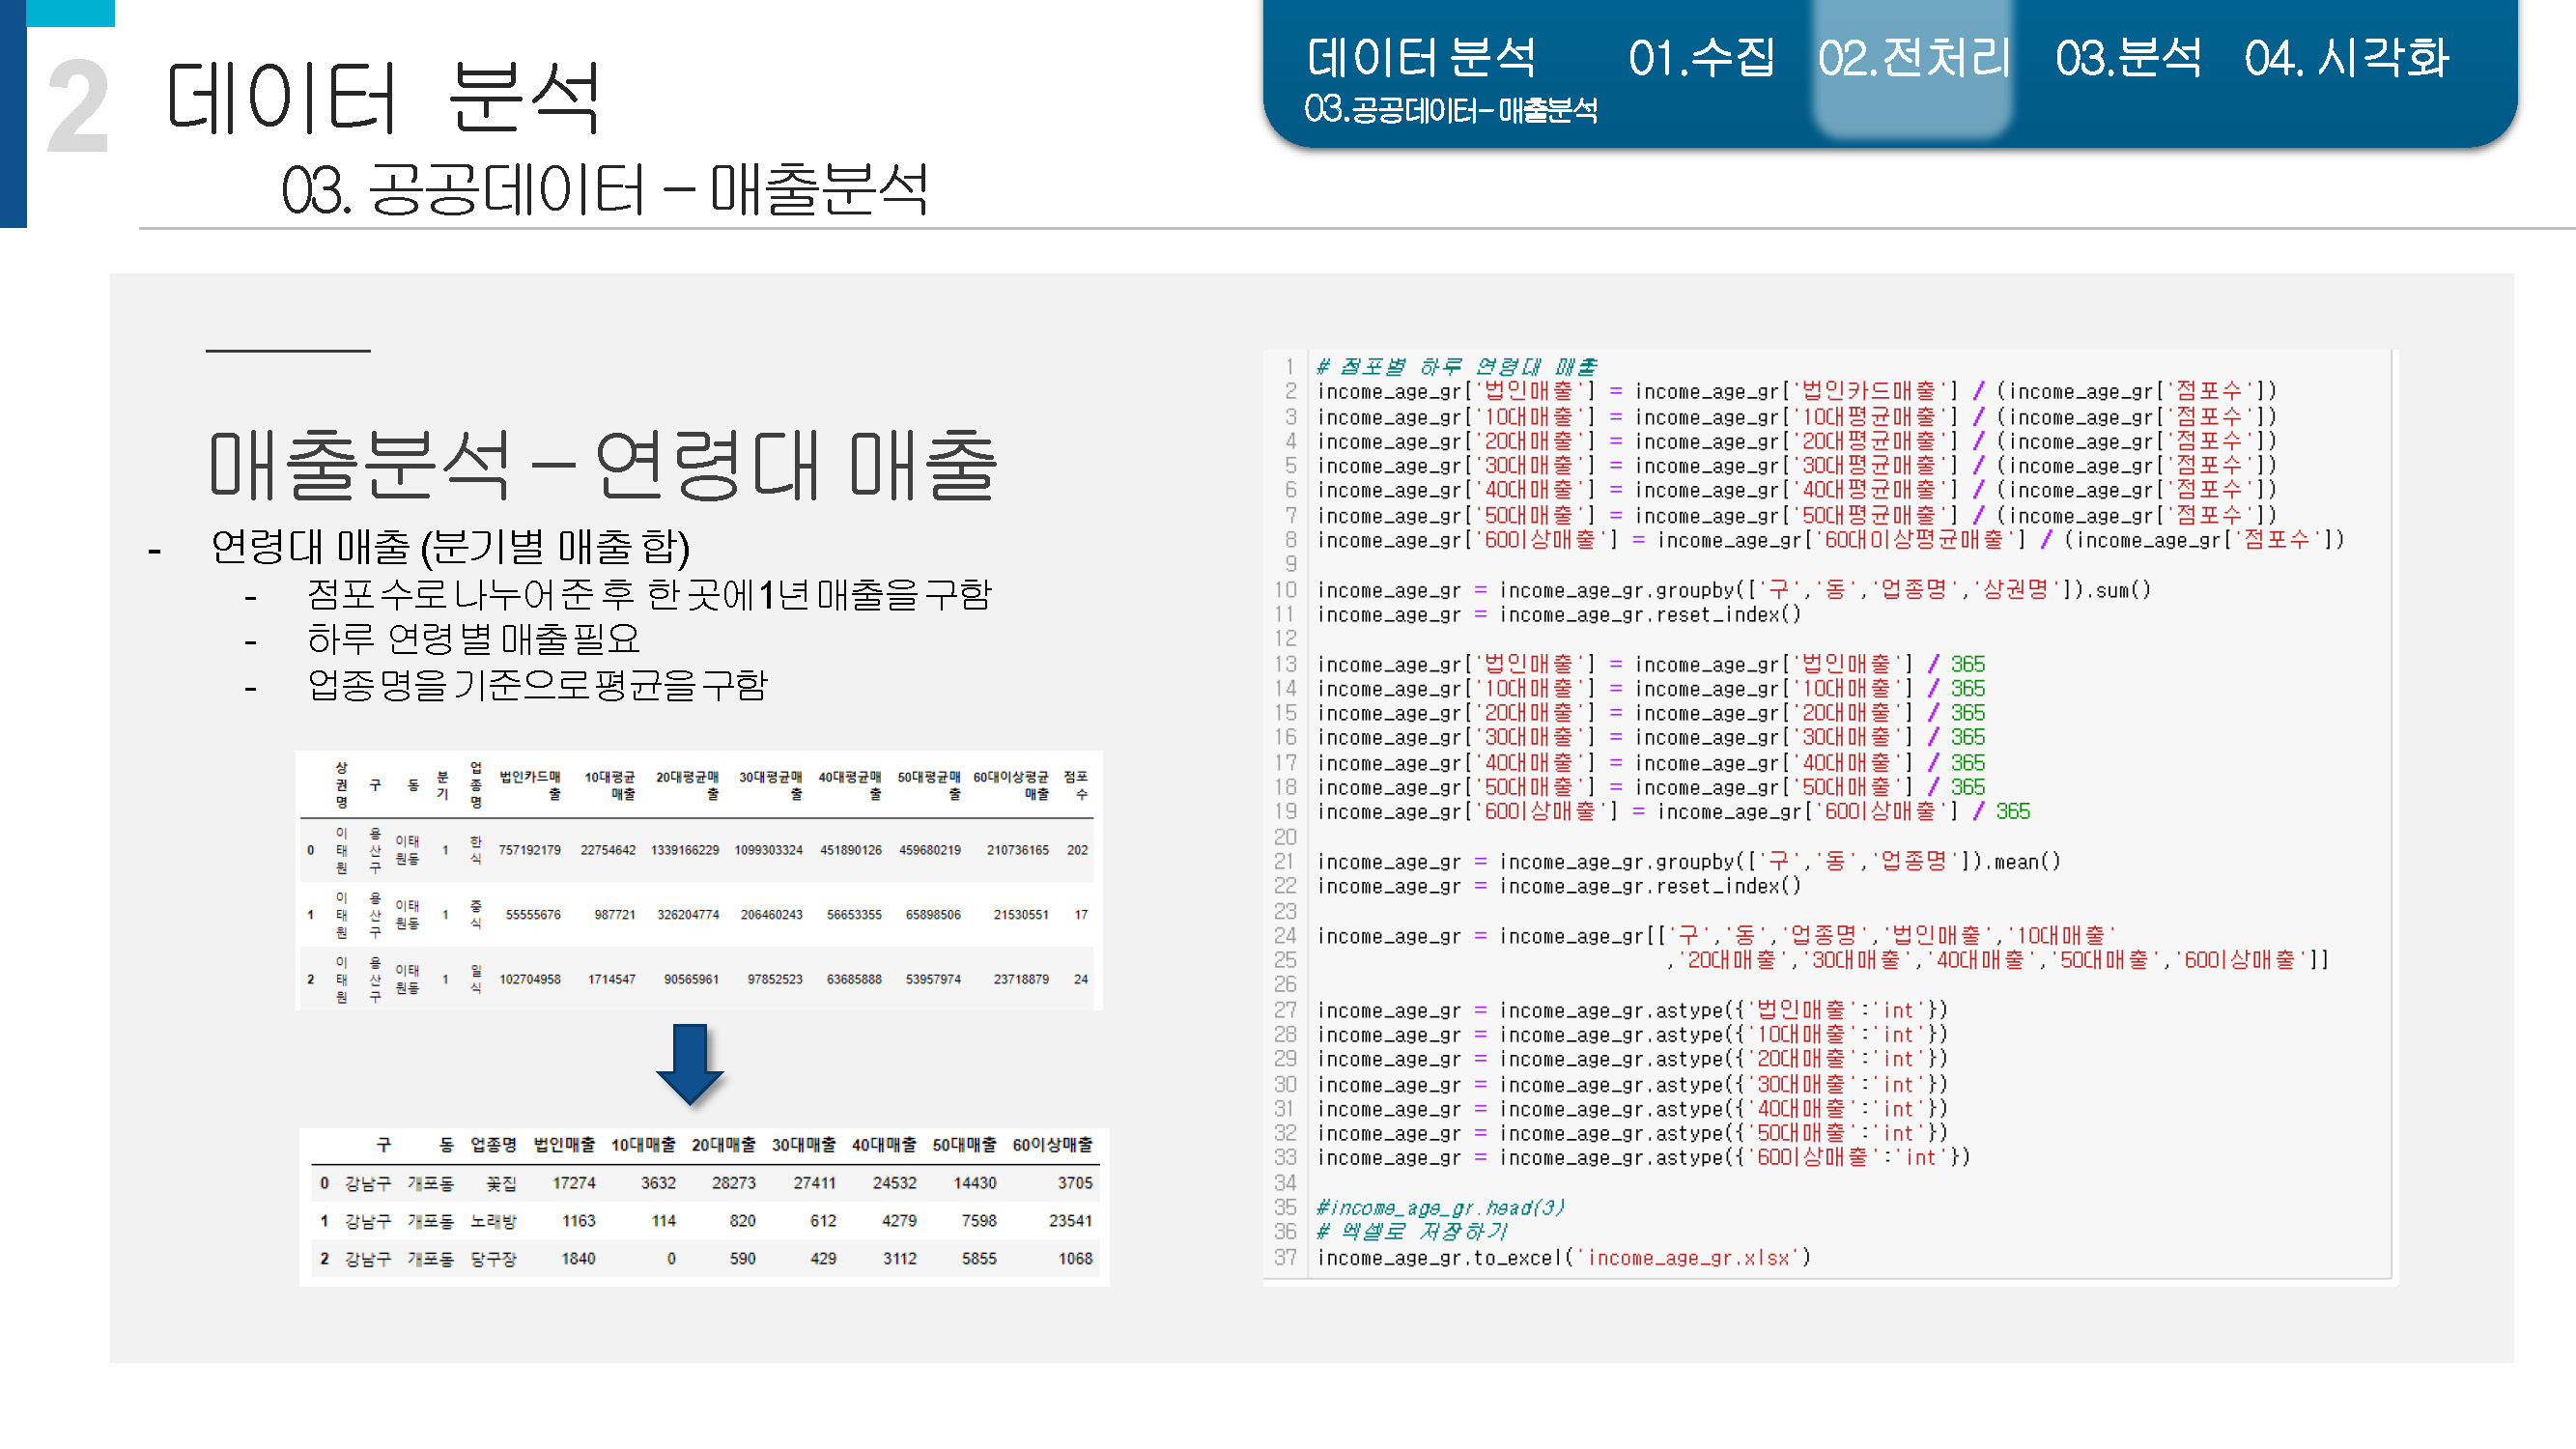 2
데이터 분석
03. 공공데이터 – 매출분석
데이터 분석 01.수집 02.전처리 03.분석 04. 시각화
03.공공데이터– 매출분석
매출분석 – 연령대 매출
- 연령대 매출 (분기별 매출 합)
- 점포 수로 나누어 준 후 한 곳에 1년 매출을 구함
- 하루 연령 별 매출 필요
- 업종 명을 기준으로 평균을 구함
상권명 구 동 분기 업종명 법인카드매출 10대평균매출 20대평균매출 30대평균매출 40대평균매출 50대평균매출 60대이상평균매출 점포수
0 이태원 용산구 이태원동 1 한식 757192179 22754642 1339166229 1099303324 451890126 459680219 210736165 202
1 이태원 용산구 이태원동 1 중식 55555676 987721 326204774 206460243 56653355 65898506 21530551 17
2 이태원 용산구 이태원동 1 일식 102704958 1714547 90565961 97852523 63685888 53957974 23718879 24
구 동 업종명 법인매출 10대매출 20대매출 30대매출 40대매출 50대매출 60이상매출
0 강남구 개포동 꽃집 17274 3632 28273 27411 24532 14430 3705
1 강남구 개포동 노래방 1163 114 820 612 4279 7598 23541
2 강남구 개포동 당구장 1840 0 590 429 3112 5855 1068
1 # 점포별 하루 연령대 매출
2 income_age_gr['법인매출'] = income_age_gr['법인카드매출'] / (income_age_gr['점포수'])
3 income_age_gr['10대매출'] = income_age_gr['10대평균매출'] / (income_age_gr['점포수'])
4 income_age_gr['20대매출'] = income_age_gr['20대평균매출'] / (income_age_gr['점포수'])
5 income_age_gr['30대매출'] = income_age_gr['30대평균매출'] / (income_age_gr['점포수'])
6 income_age_gr['40대매출'] = income_age_gr['40대평균매출'] / (income_age_gr['점포수'])
7 income_age_gr['50대매출'] = income_age_gr['50대평균매출'] / (income_age_gr['점포수'])
8 income_age_gr['60이상매출'] = income_age_gr['60대이상평균매출'] / (income_age_gr['점포수'])
9
10 income_age_gr = income_age_gr.groupby(['구','동','업종명','상권명']).sum()
11 income_age_gr = income_age_gr.reset_index()
12
13 income_age_gr['법인매출'] = income_age_gr['법인매출'] / 365
14 income_age_gr['10대매출'] = income_age_gr['10대매출'] / 365
15 income_age_gr['20대매출'] = income_age_gr['20대매출'] / 365
16 income_age_gr['30대매출'] = income_age_gr['30대매출'] / 365
17 income_age_gr['40대매출'] = income_age_gr['40대매출'] / 365
18 income_age_gr['50대매출'] = income_age_gr['50대매출'] / 365
19 income_age_gr['60이상매출'] = income_age_gr['60이상매출'] / 365
20
21 income_age_gr = income_age_gr.groupby(['구','동','업종명']).mean()
22 income_age_gr = income_age_gr.reset_index()
23
24 income_age_gr = income_age_gr[['구','동','업종명','법인매출','10대매출'
25 ,'20대매출','30대매출','40대매출','50대매출','60이상매출']]
26
27 income_age_gr = income_age_gr.astype({'법인매출':'int'})
28 income_age_gr = income_age_gr.astype({'10대매출':'int'})
29 income_age_gr = income_age_gr.astype({'20대매출':'int'})
30 income_age_gr = income_age_gr.astype({'30대매출':'int'})
31 income_age_gr = income_age_gr.astype({'40대매출':'int'})
32 income_age_gr = income_age_gr.astype({'50대매출':'int'})
33 income_age_gr = income_age_gr.astype({'60이상매출':'int'})
34
35 #income_age_gr.head(3)
36 # 엑셀로 저장하기
37 income_age_gr.to_excel('income_age_gr.xlsx')